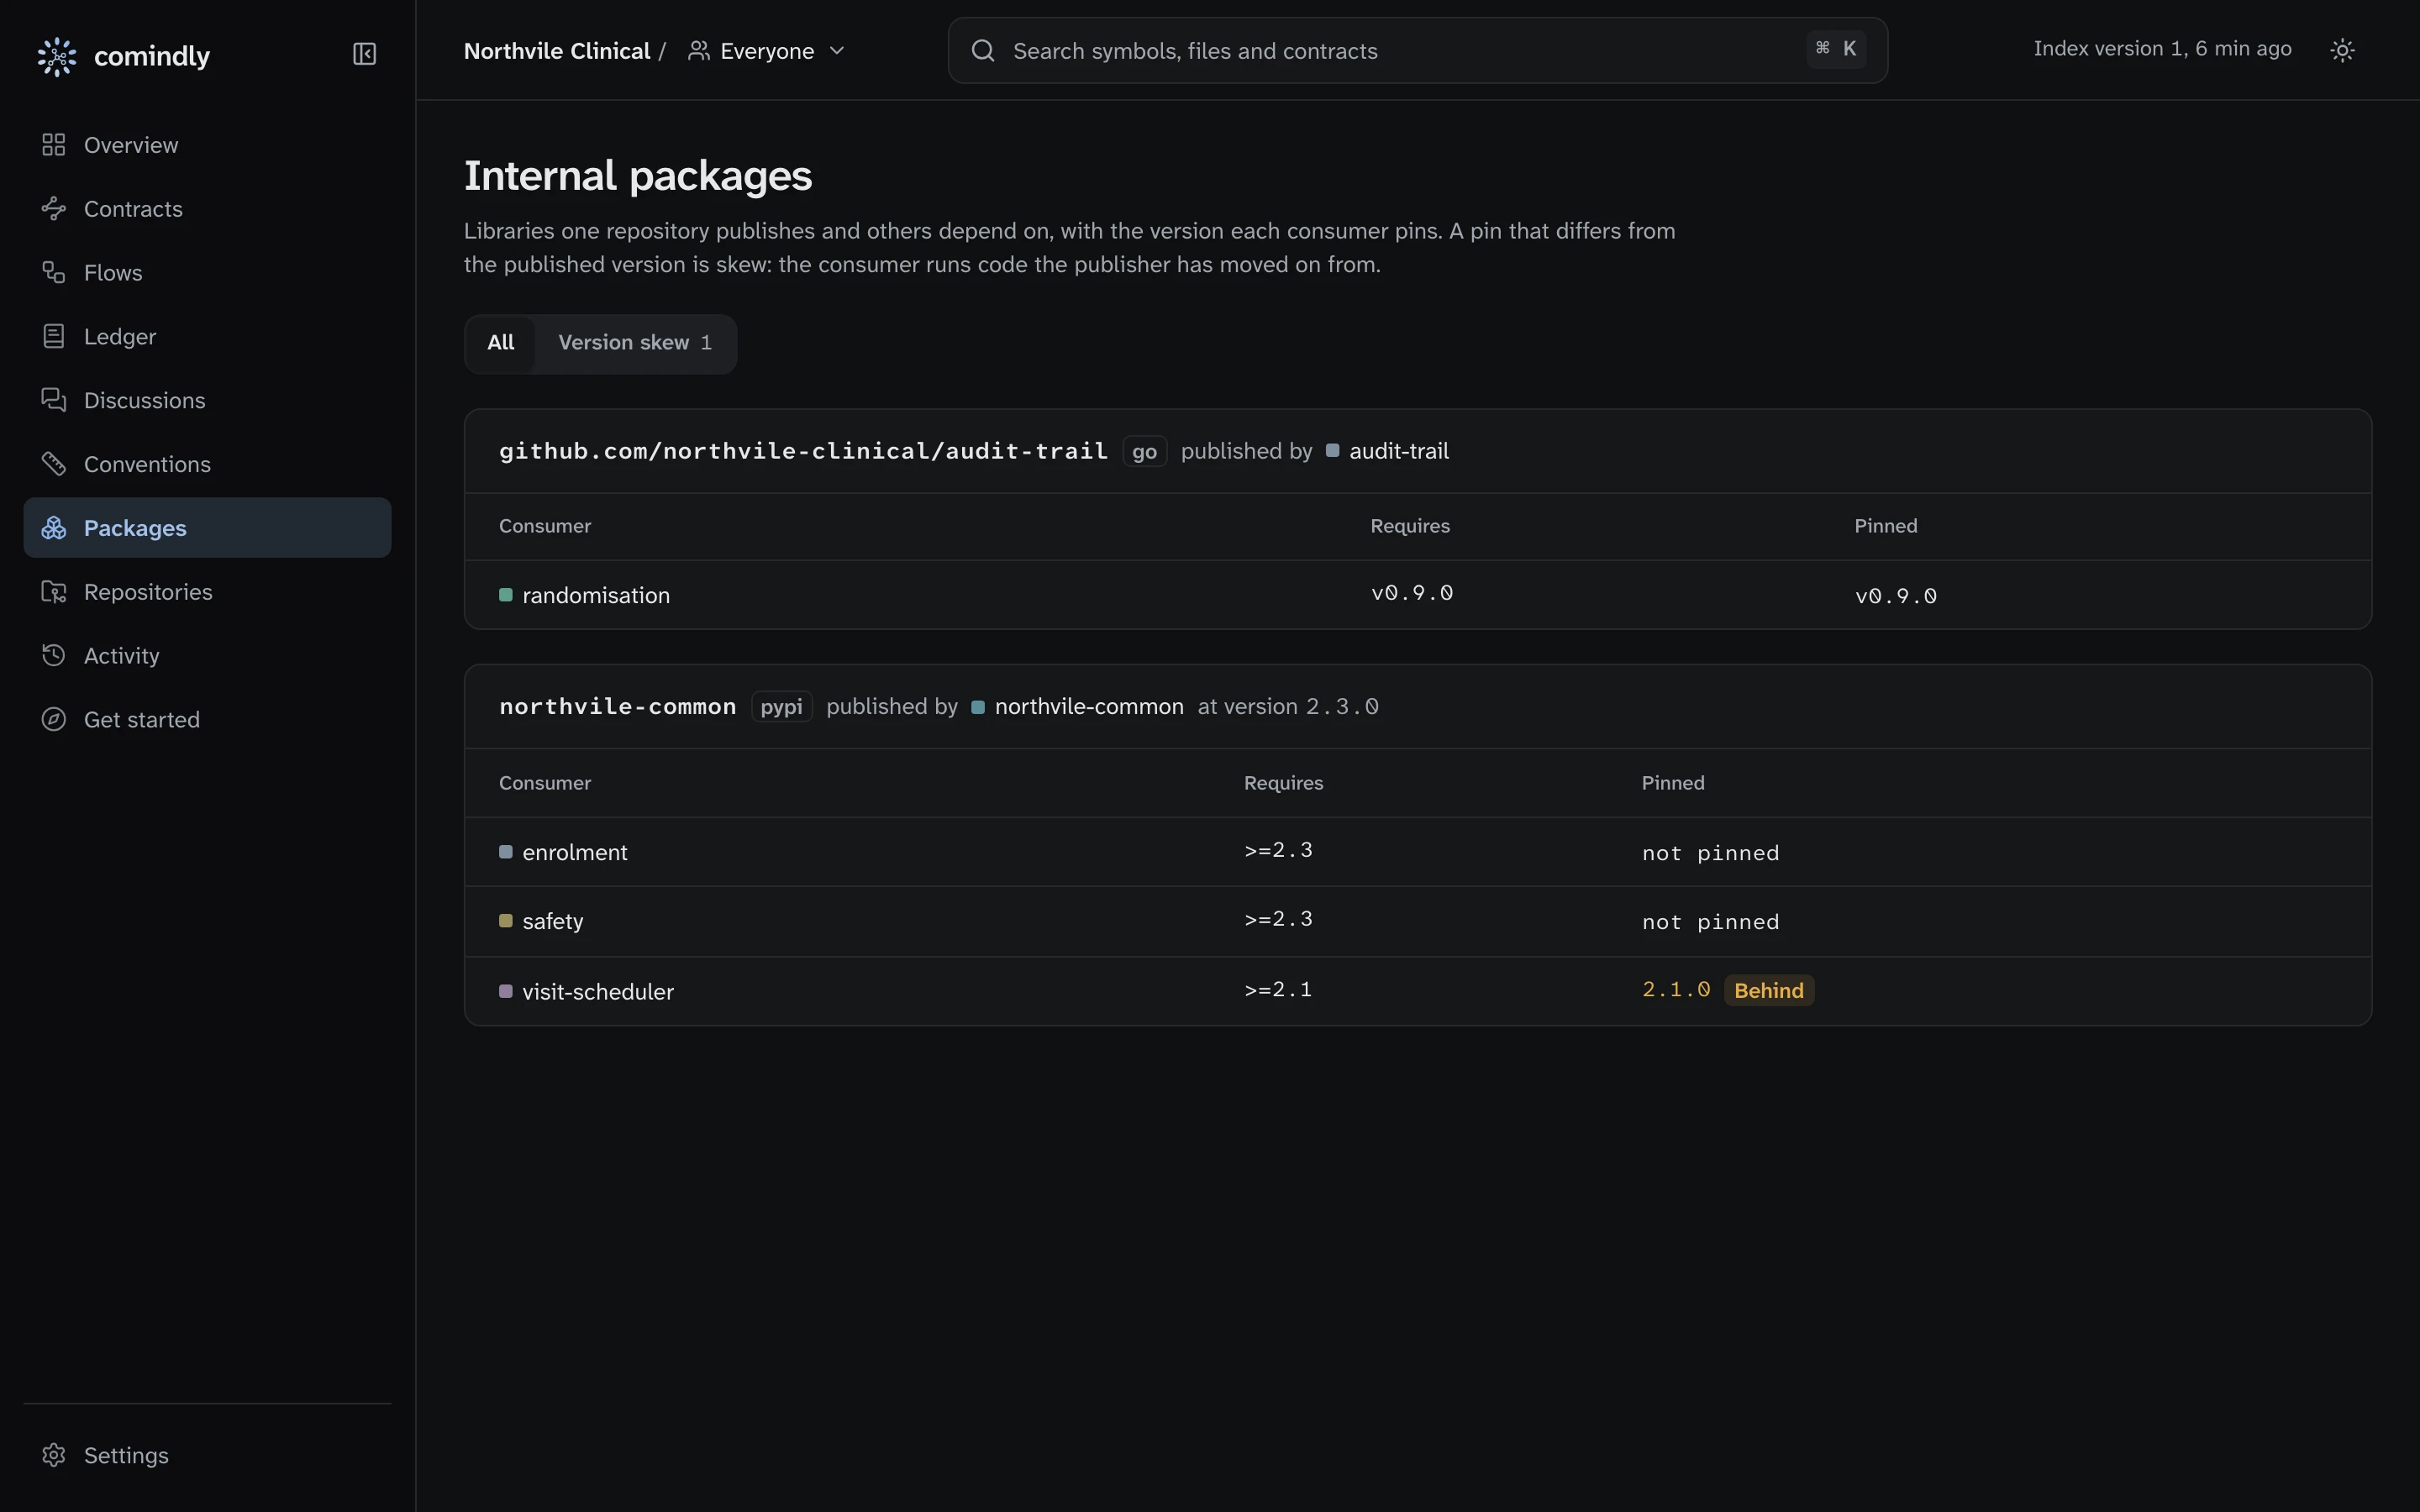 comindly
Northvile Clinical / Everyone
Search symbols, files and contracts
⌘ K
Index version 1, 6 min ago
Overview
Contracts
Flows
Ledger
Discussions
Conventions
Packages
Repositories
Activity
Get started
Settings
Internal packages
Libraries one repository publishes and others depend on, with the version each consumer pins. A pin that differs from
the published version is skew: the consumer runs code the publisher has moved on from.
All
Version skew 1
github.com/northvile-clinical/audit-trail go published by audit-trail
Consumer Requires Pinned
randomisation v0.9.0 v0.9.0
northvile-common pypi published by northvile-common at version 2.3.0
Consumer Requires Pinned
enrolment >=2.3 not pinned
safety >=2.3 not pinned
visit-scheduler >=2.1 2.1.0 Behind